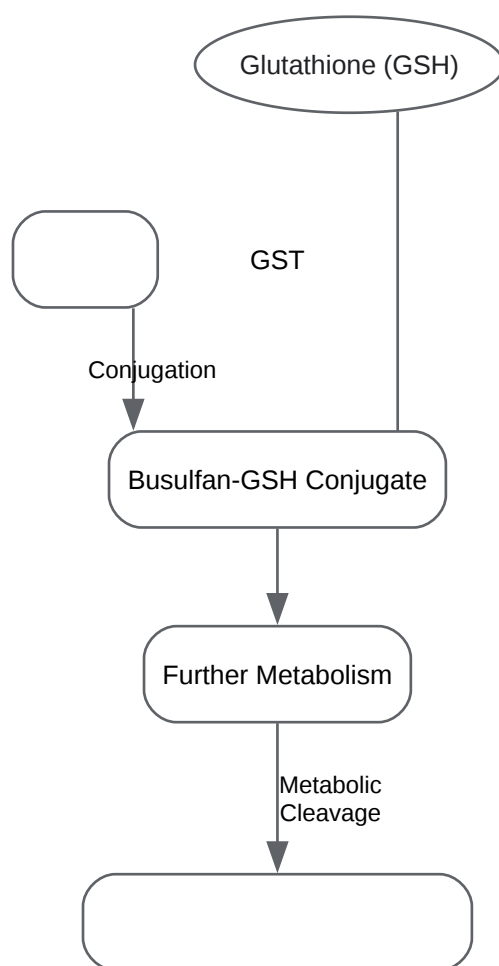 Glutathione (GSH)
GST
Conjugation
Busulfan-GSH Conjugate
Further Metabolism
Metabolic
Cleavage